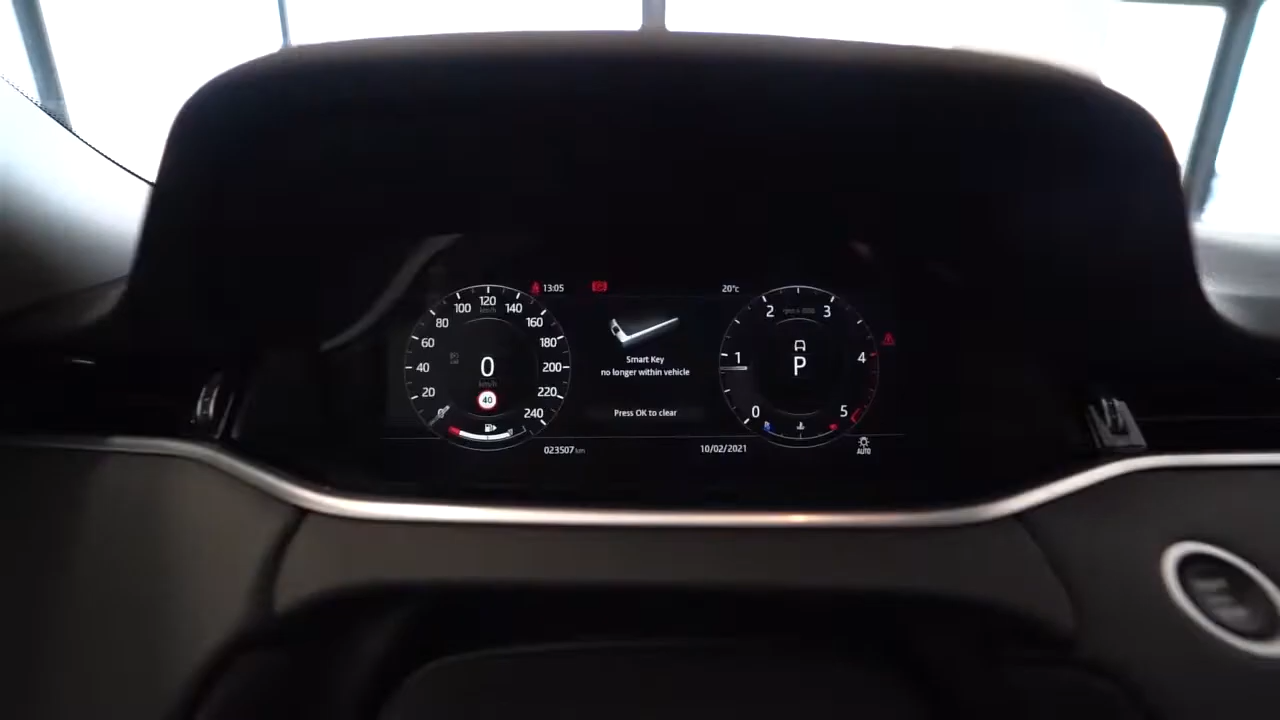 13:05
20°c
120
100 140
80 160
60 180
40 200
20 220
240
km/h
0
km/h
40
Smart Key
no longer within vehicle
Press OK to clear
2 3
1 4
0 5
P
023507 km
10/02/2021
AUTO